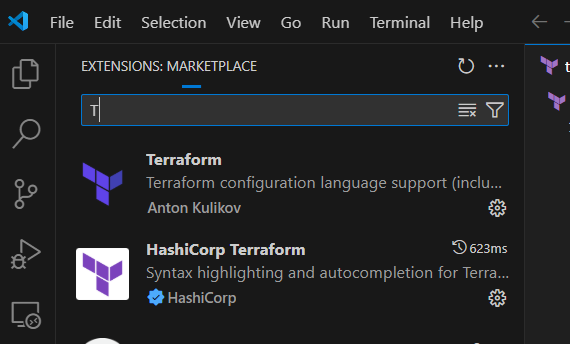 File Edit Selection View Go Run Terminal Help
EXTENSIONS: MARKETPLACE
T
Terraform
Terraform configuration language support (inclu...
Anton Kulikov
HashiCorp Terraform 623ms
Syntax highlighting and autocompletion for Terra...
HashiCorp